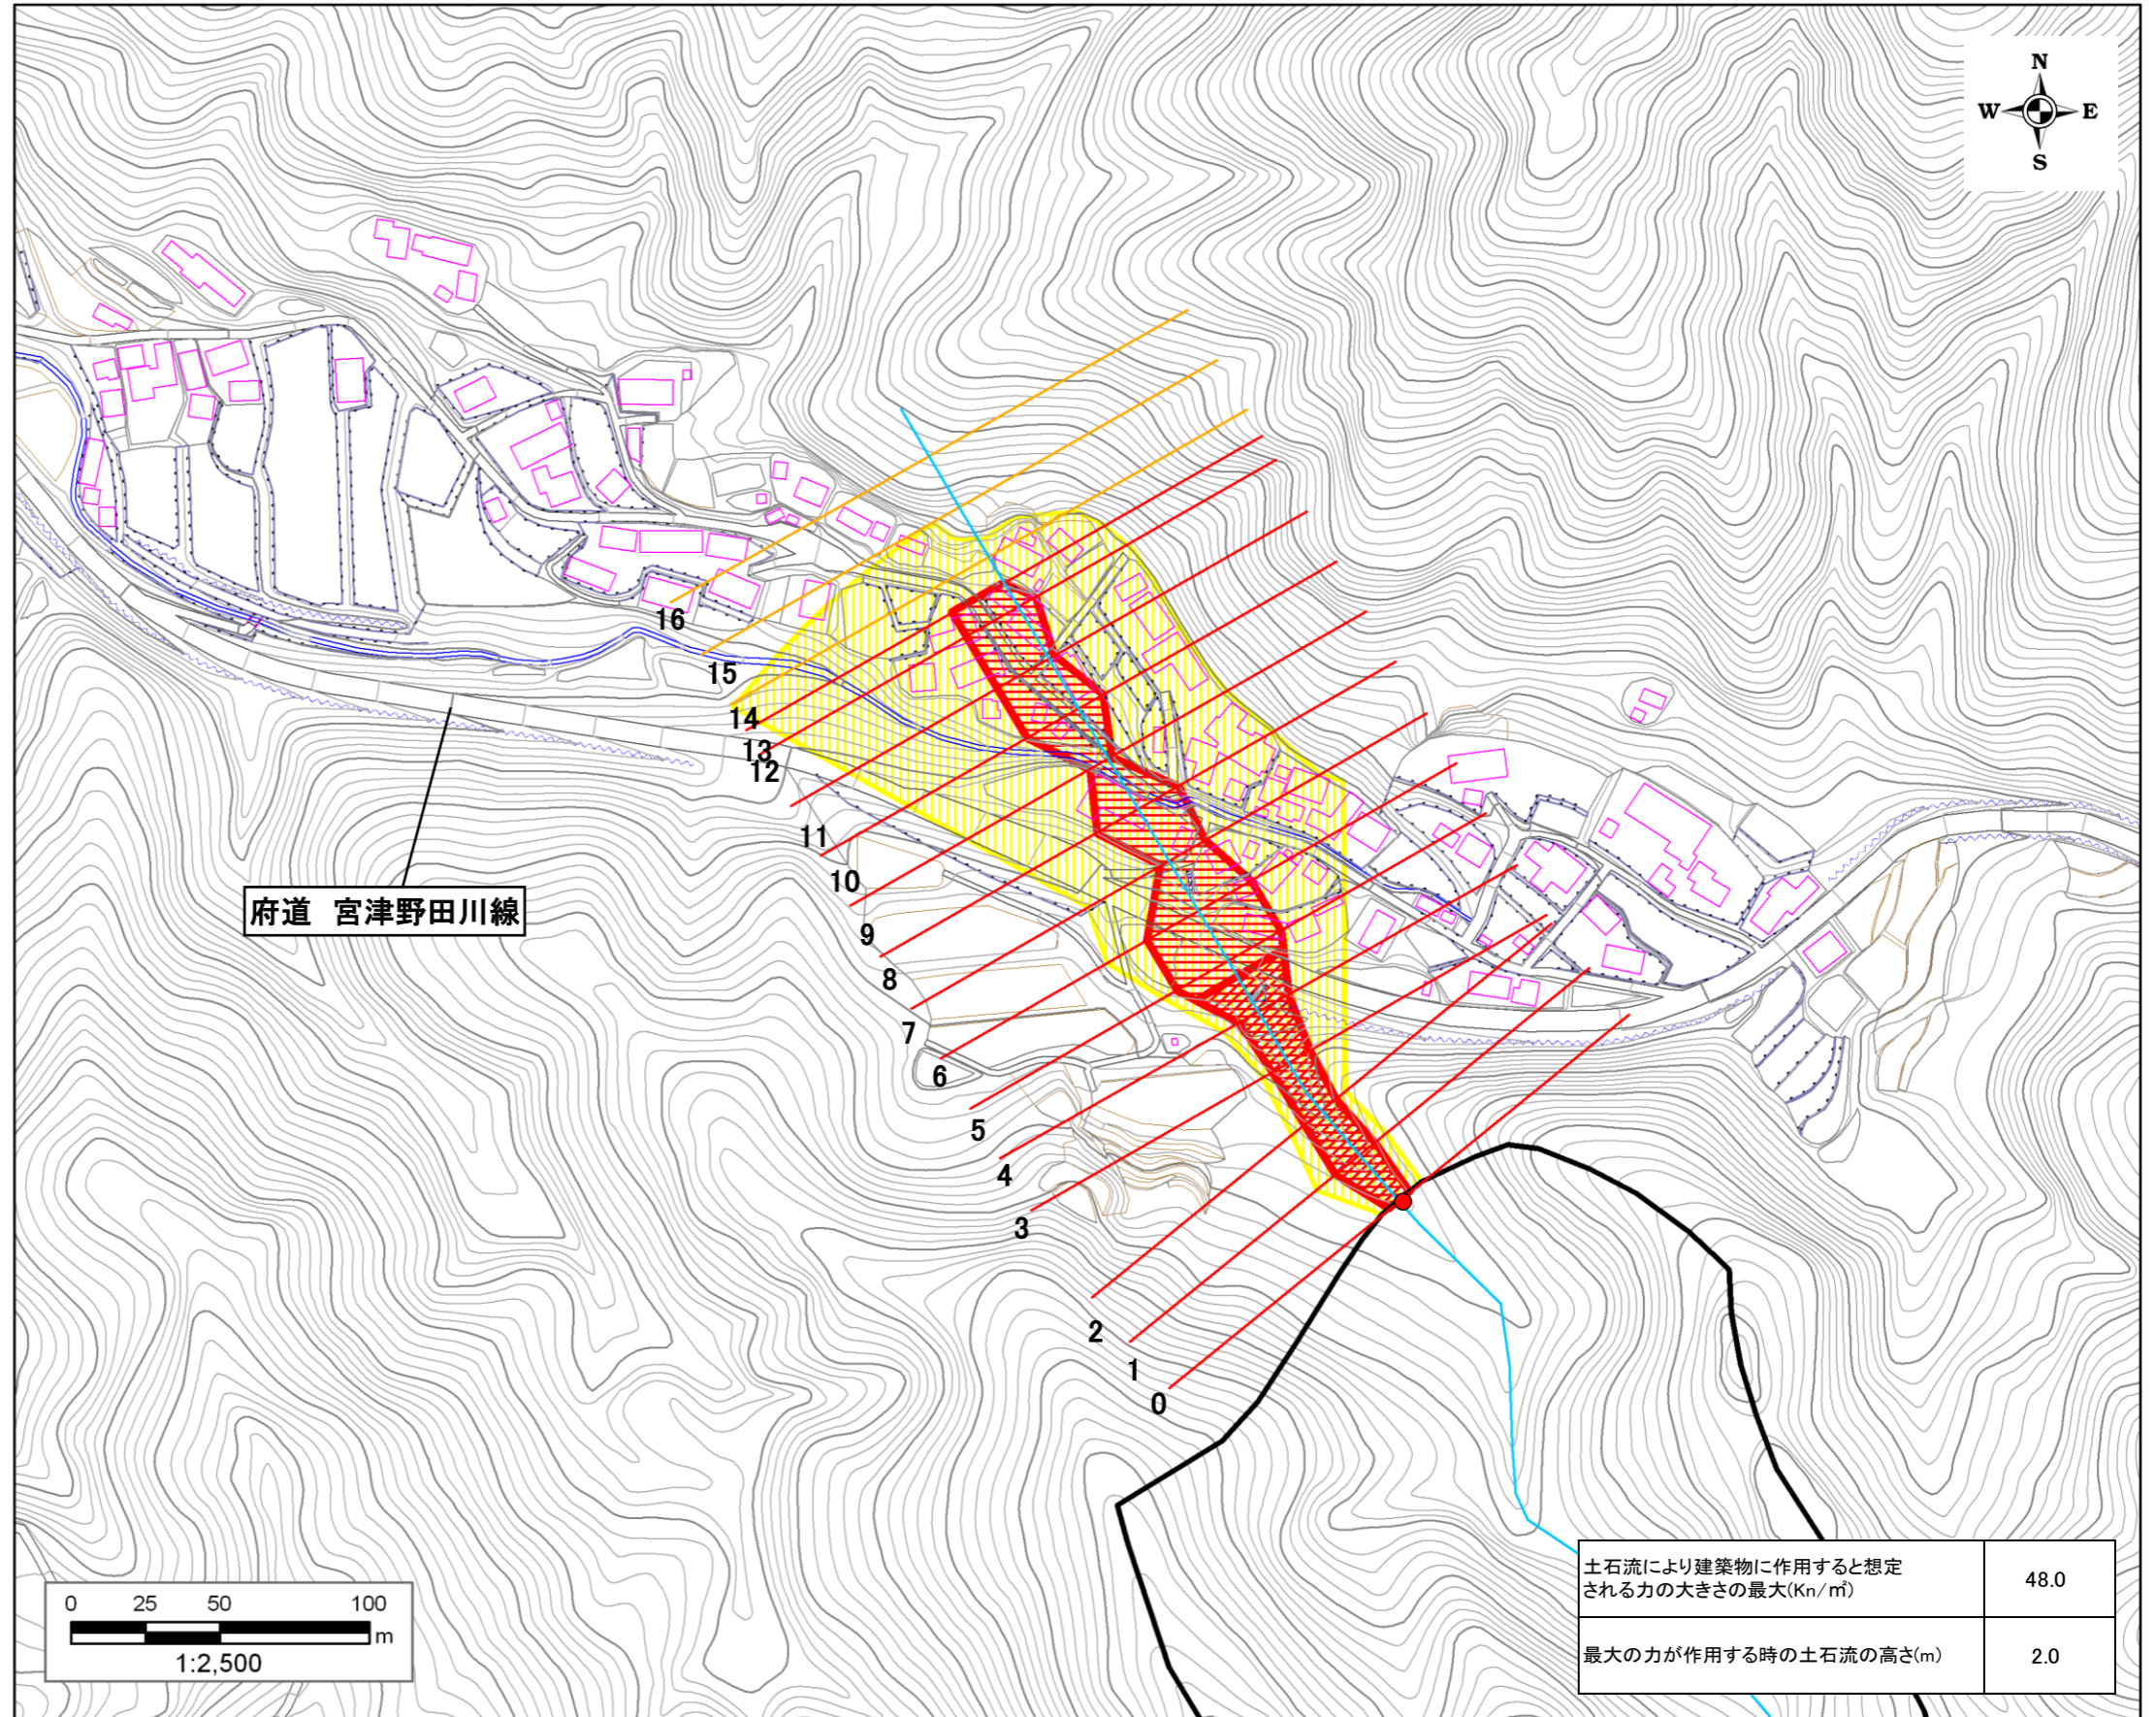 N
W E
S
16
15
14
13
12
11
10
9
8
7
6
5
4
3
2
1
0
府道 宮津野田川線
0 25 50 100
m
1:2,500
土石流により建築物に作用すると想定
される力の大きさの最大(Kn/㎡) 48.0
最大の力が作用する時の土石流の高さ(m) 2.0